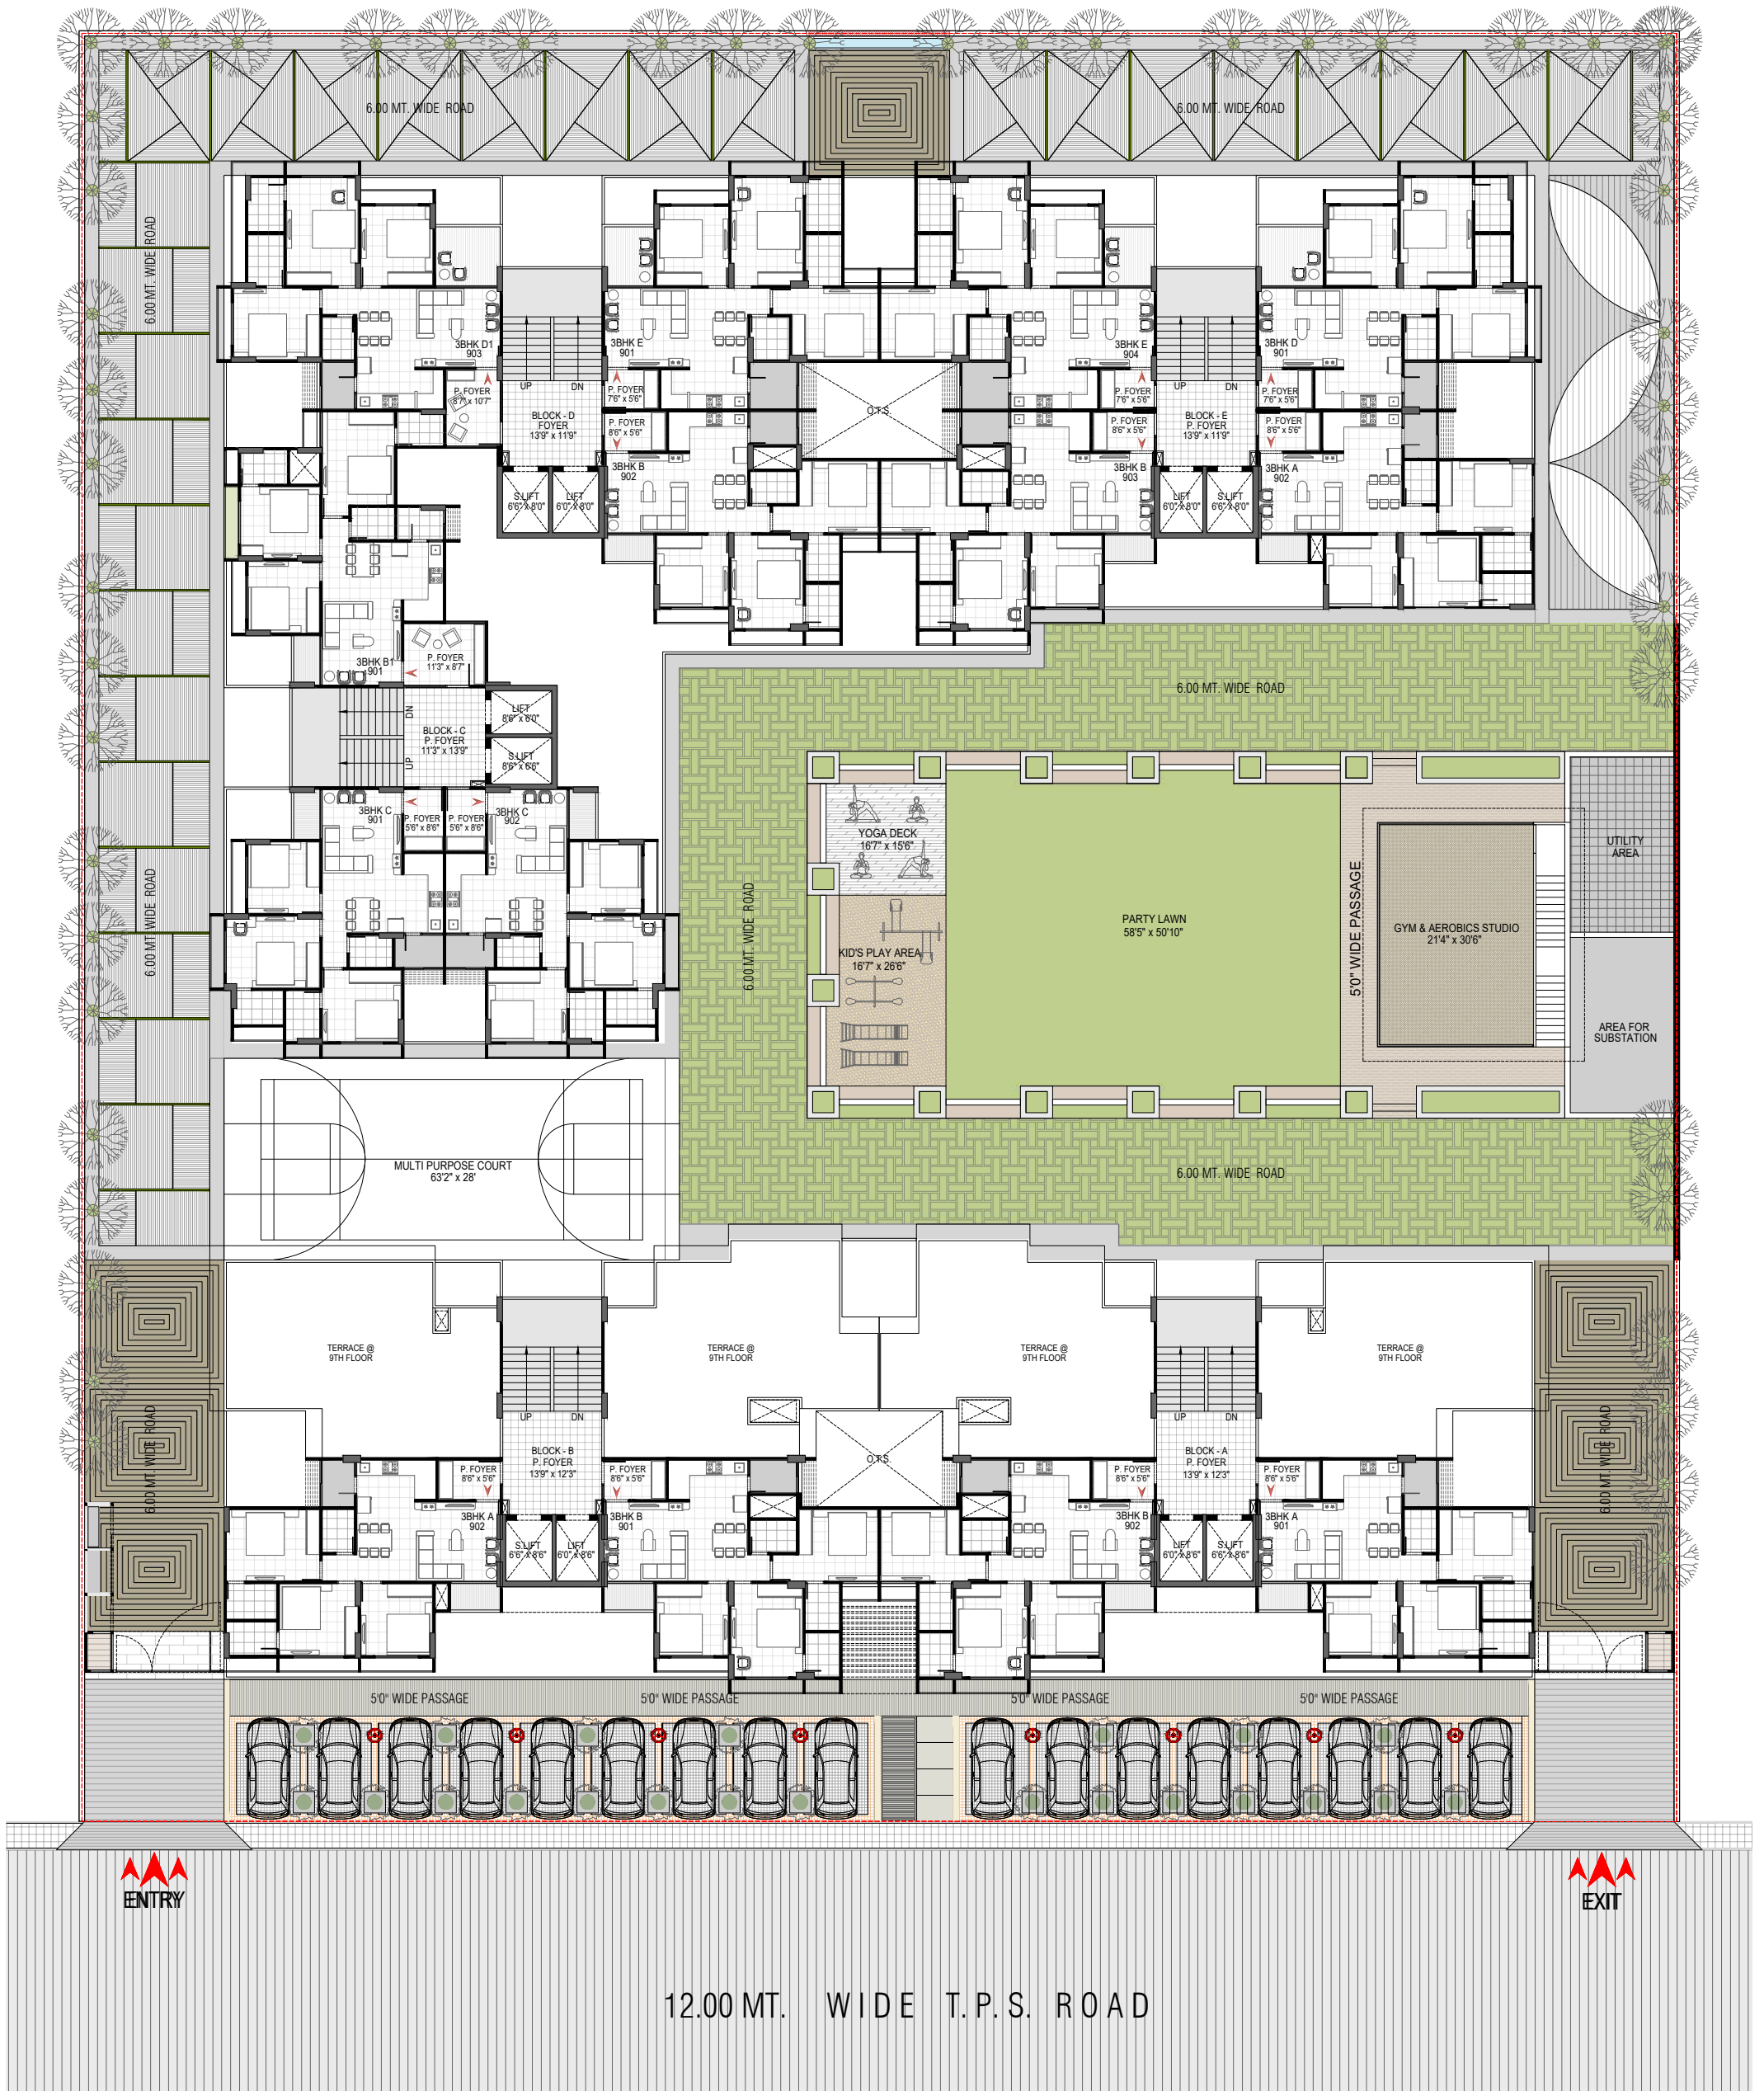 6.00 MT. WIDE ROAD
6.00 MT. WIDE ROAD
6.00 MT. WIDE ROAD
3BHK D1
903
3BHK E
901
3BHK E
904
3BHK D
901
UP
DN
UP
DN
P. FOYER
8'7" x 10'7"
P. FOYER
7'6" x 5'6"
P. FOYER
7'6" x 5'6"
P. FOYER
7'6" x 5'6"
BLOCK - D
FOYER
13'9" x 11'9"
P. FOYER
8'6" x 5'6"
O.T.S.
P. FOYER
8'6" x 5'6"
BLOCK - E
P. FOYER
13'9" x 11'9"
P. FOYER
8'6" x 5'6"
3BHK B
902
3BHK B
903
3BHK A
902
S.LIFT
6'6" x 8'0"
LIFT
6'0" x 8'0"
LIFT
6'0" x 8'0"
S.LIFT
6'6" x 8'0"
3BHK B1
901
P. FOYER
11'3" x 8'7"
6.00 MT. WIDE ROAD
DN
LIFT
8'6" x 6'0"
BLOCK - C
P. FOYER
11'3" x 13'9"
UP
S.LIFT
8'6" x 6'6"
3BHK C
901
P. FOYER
5'6" x 8'6"
P. FOYER
5'6" x 8'6"
3BHK C
902
YOGA DECK
16'7" x 15'6"
UTILITY
AREA
6.00 MT. WIDE ROAD
6.00 MT. WIDE ROAD
PARTY LAWN
58'5" x 50'10"
5'0" WIDE PASSAGE
GYM & AEROBICS STUDIO
21'4" x 30'6"
KID'S PLAY AREA
16'7" x 26'6"
AREA FOR
SUBSTATION
MULTI PURPOSE COURT
63'2" x 28'
6.00 MT. WIDE ROAD
TERRACE @
9TH FLOOR
TERRACE @
9TH FLOOR
TERRACE @
9TH FLOOR
TERRACE @
9TH FLOOR
UP
DN
UP
DN
6.00 MT. WIDE ROAD
6.00 MT. WIDE ROAD
P. FOYER
8'6" x 5'6"
BLOCK - B
P. FOYER
13'9" x 12'3"
P. FOYER
8'6" x 5'6"
O.T.S.
P. FOYER
8'6" x 5'6"
BLOCK - A
P. FOYER
13'9" x 12'3"
P. FOYER
8'6" x 5'6"
3BHK A
902
3BHK B
901
3BHK B
902
3BHK A
901
S.LIFT
6'6" x 8'6"
LIFT
6'0" x 8'6"
LIFT
6'0" x 8'6"
S.LIFT
6'6" x 8'6"
5'0" WIDE PASSAGE
5'0" WIDE PASSAGE
5'0" WIDE PASSAGE
5'0" WIDE PASSAGE
ENTRY
EXIT
12.00 MT. WIDE T.P.S. ROAD